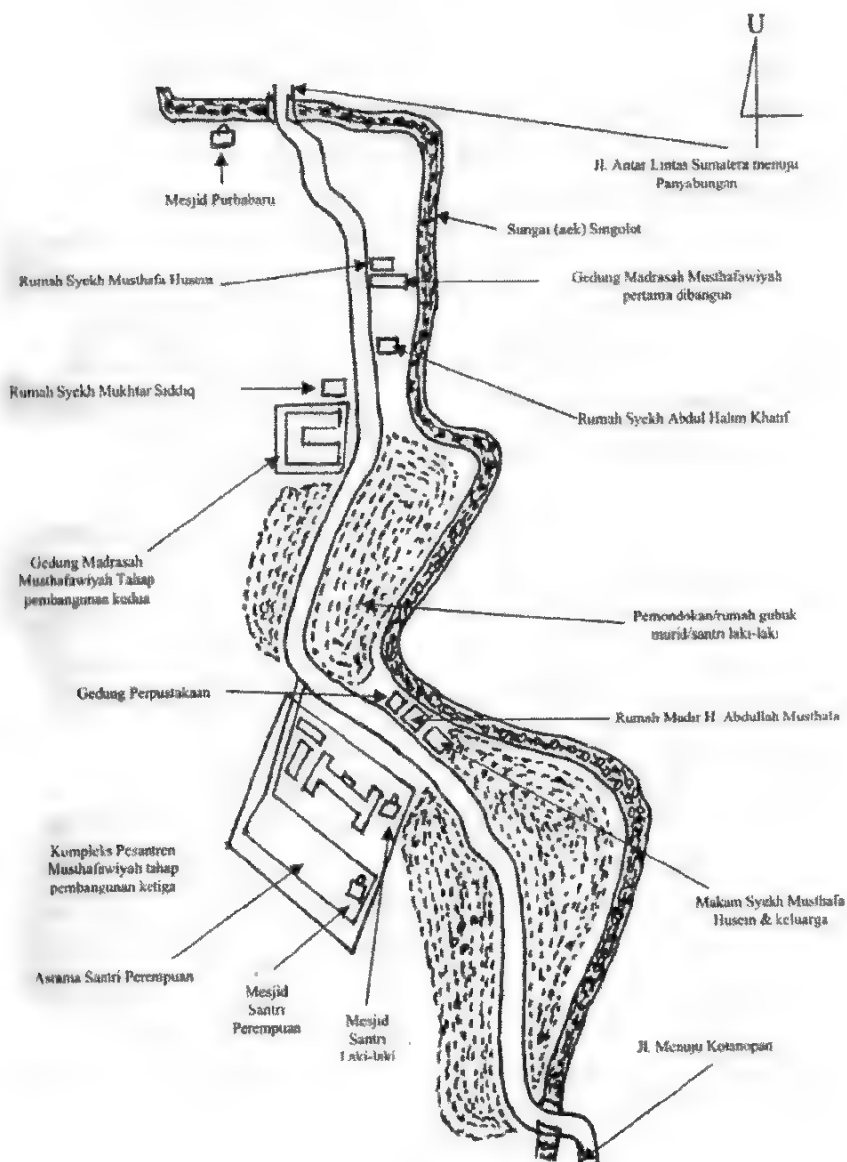 U
Jl. Antar Lintas Sumatera menuju
Panyabungan
Mesjid Purbabaru
Sungai (aek) Singolot
Rumah Syekh Musthafa Husein
Gedung Madrasah Musthafawiyah
pertama dibangun
Rumah Syekh Mukhtar Siddiq
Rumah Syekh Abdul Halim Khatif
Gedung Madrasah
Musthafawiyah Tahap
pembangunan kedua
Pemondokan/rumah gubuk
murid/santri laki-laki
Gedung Perpustakaan
Rumah Mudir H. Abdullah Musthafa
Kompleks Pesantren
Musthafawiyah tahap
pembangunan ketiga
Makam Syekh Musthafa
Husein & keluarga
Asrama Santri Perempuan
Mesjid
Santri
Perempuan
Mesjid
Santri
Laki-laki
Jl. Menuju Kotanopan